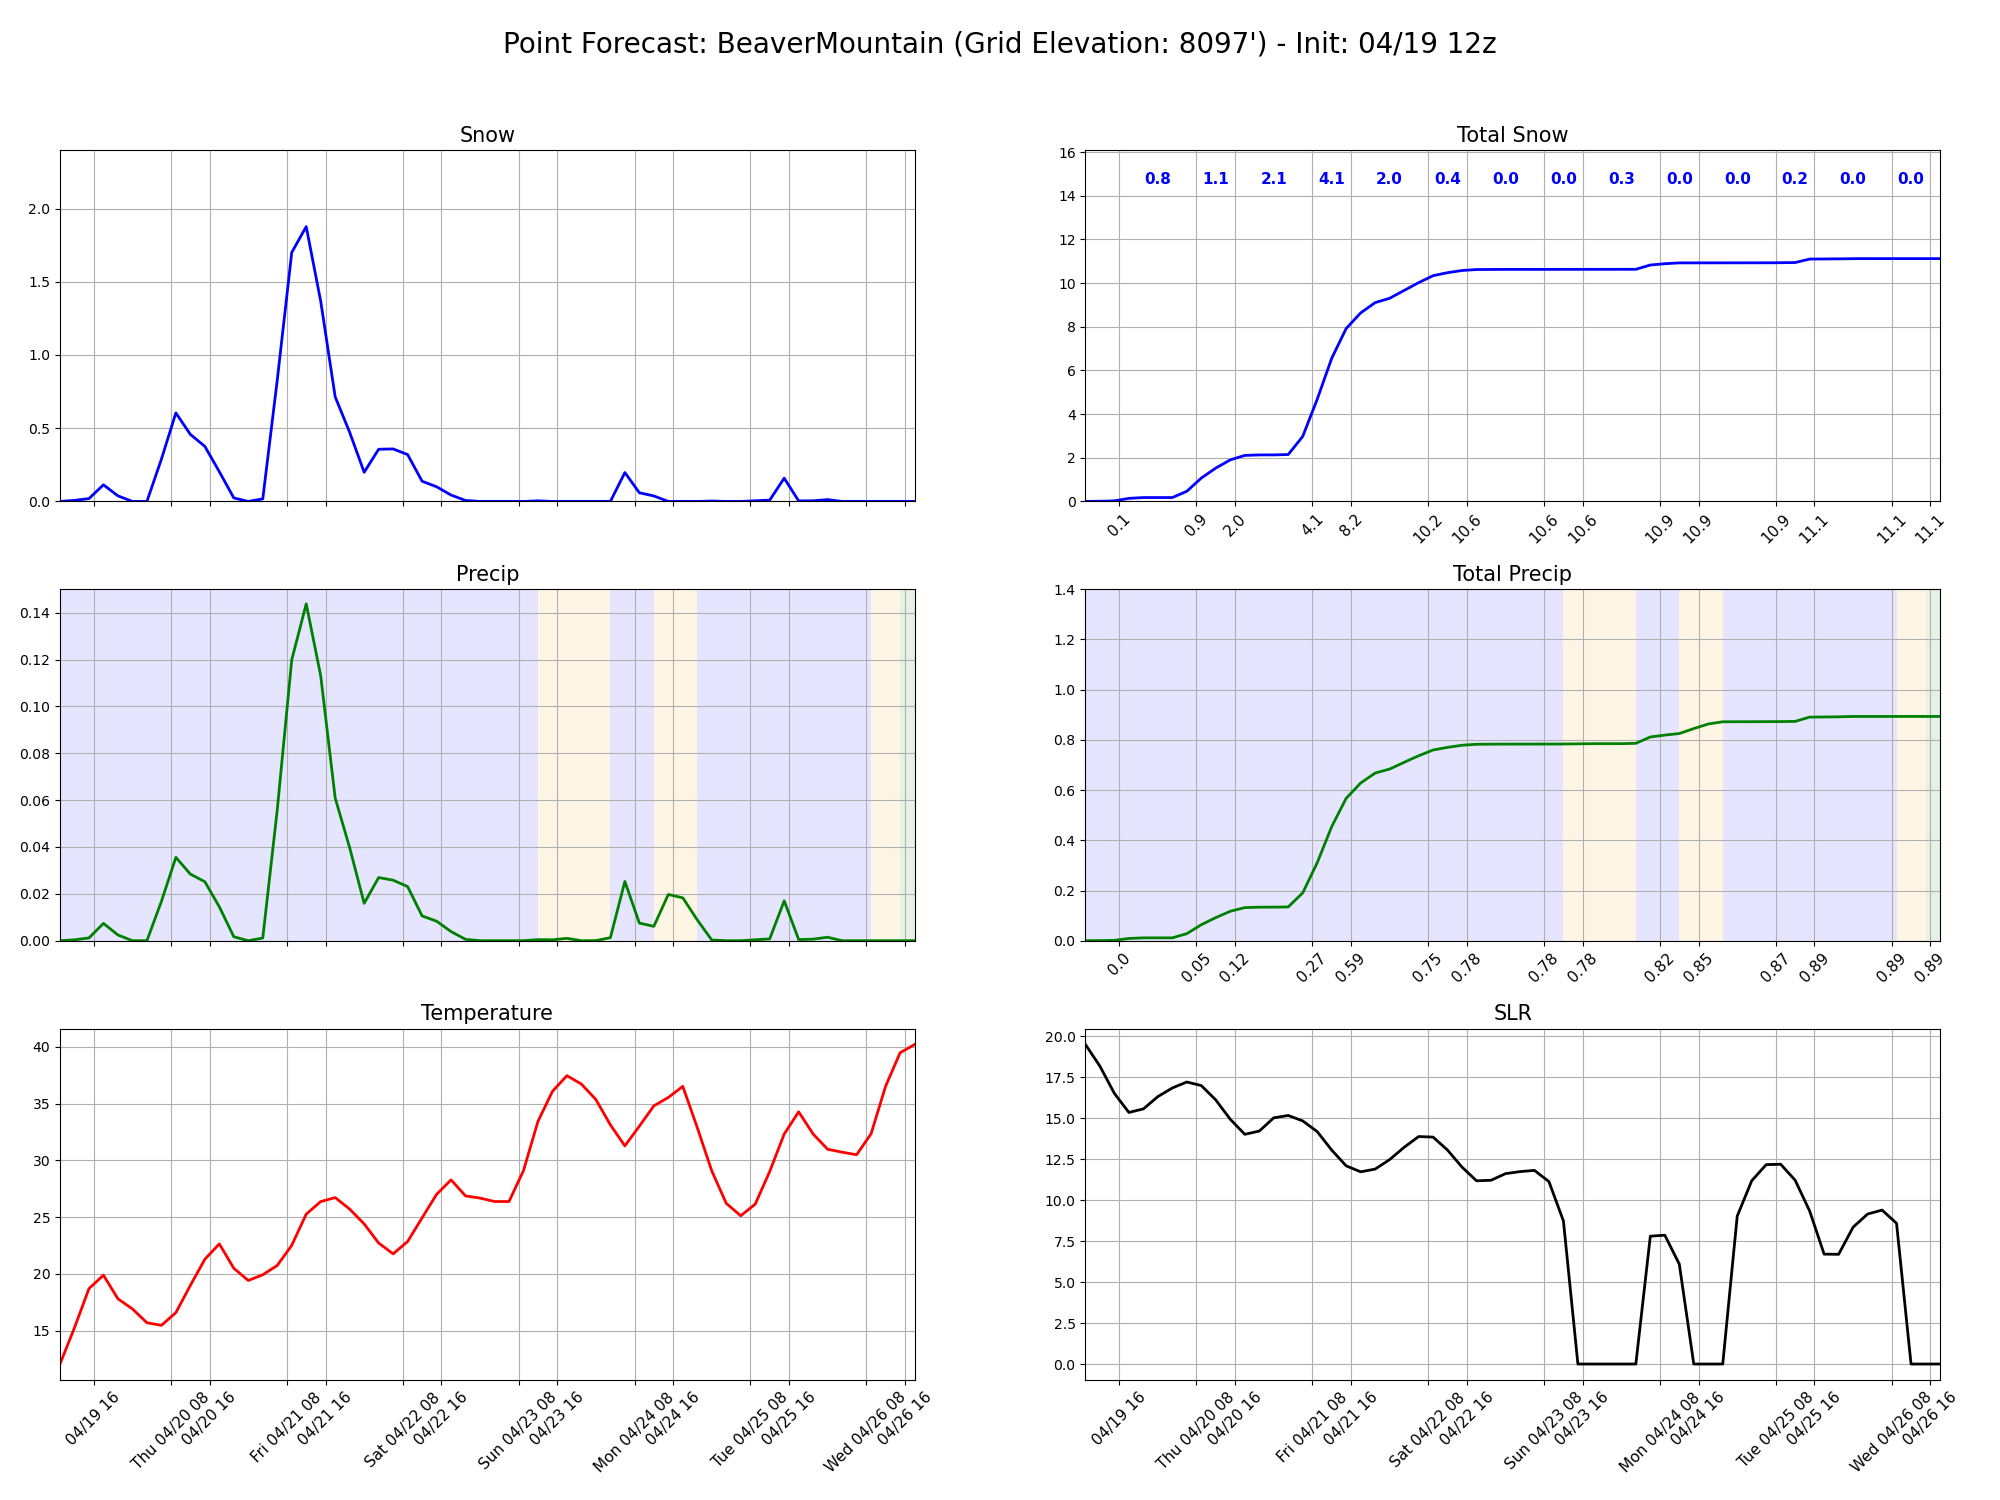 Point Forecast: BeaverMountain (Grid Elevation: 8097') - Init: 04/19 12z
Snow
2.0
1.5
1.0
0.5
0.0
Total Snow
16
14
12
10
8
6
4
2
0
0.8 1.1 2.1 4.1 2.0 0.4 0.0 0.0 0.3 0.0 0.0 0.2 0.0 0.0
0.1 0.9 2.0 4.1 8.2 10.2 10.6 10.6 10.6 10.9 10.9 10.9 11.1 11.1 11.1
Precip
0.14
0.12
0.10
0.08
0.06
0.04
0.02
0.00
Total Precip
1.4
1.2
1.0
0.8
0.6
0.4
0.2
0.0
0.0 0.05 0.12 0.27 0.59 0.75 0.78 0.78 0.78 0.82 0.85 0.87 0.89 0.89 0.89
Temperature
40
35
30
25
20
15
04/19 16
Thu 04/20 08
04/20 16
Fri 04/21 08
04/21 16
Sat 04/22 08
04/22 16
Sun 04/23 08
04/23 16
Mon 04/24 08
04/24 16
Tue 04/25 08
04/25 16
Wed 04/26 08
04/26 16
SLR
20.0
17.5
15.0
12.5
10.0
7.5
5.0
2.5
0.0
04/19 16
Thu 04/20 08
04/20 16
Fri 04/21 08
04/21 16
Sat 04/22 08
04/22 16
Sun 04/23 08
04/23 16
Mon 04/24 08
04/24 16
Tue 04/25 08
04/25 16
Wed 04/26 08
04/26 16